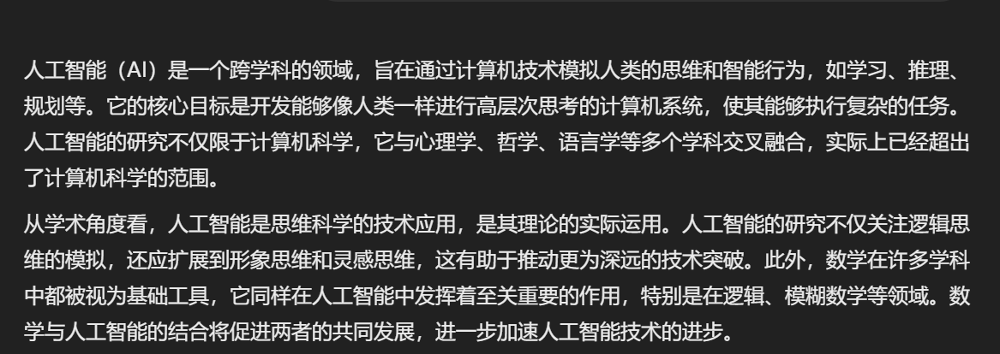 人工智能（AI）是一个跨学科的领域，旨在通过计算机技术模拟人类的思维和智能行为，如学习、推理、
规划等。它的核心目标是开发能够像人类一样进行高层次思考的计算机系统，使其能够执行复杂的任务。
人工智能的研究不仅限于计算机科学，它与心理学、哲学、语言学等多个学科交叉融合，实际上已经超出
了计算机科学的范围。
从学术角度看，人工智能是思维科学的技术应用，是其理论的实际运用。人工智能的研究不仅关注逻辑思
维的模拟，还应扩展到形象思维和灵感思维，这有助于推动更为深远的技术突破。此外，数学在许多学科
中都被视为基础工具，它同样在人工智能中发挥着至关重要的作用，特别是在逻辑、模糊数学等领域。数
学与人工智能的结合将促进两者的共同发展，进一步加速人工智能技术的进步。